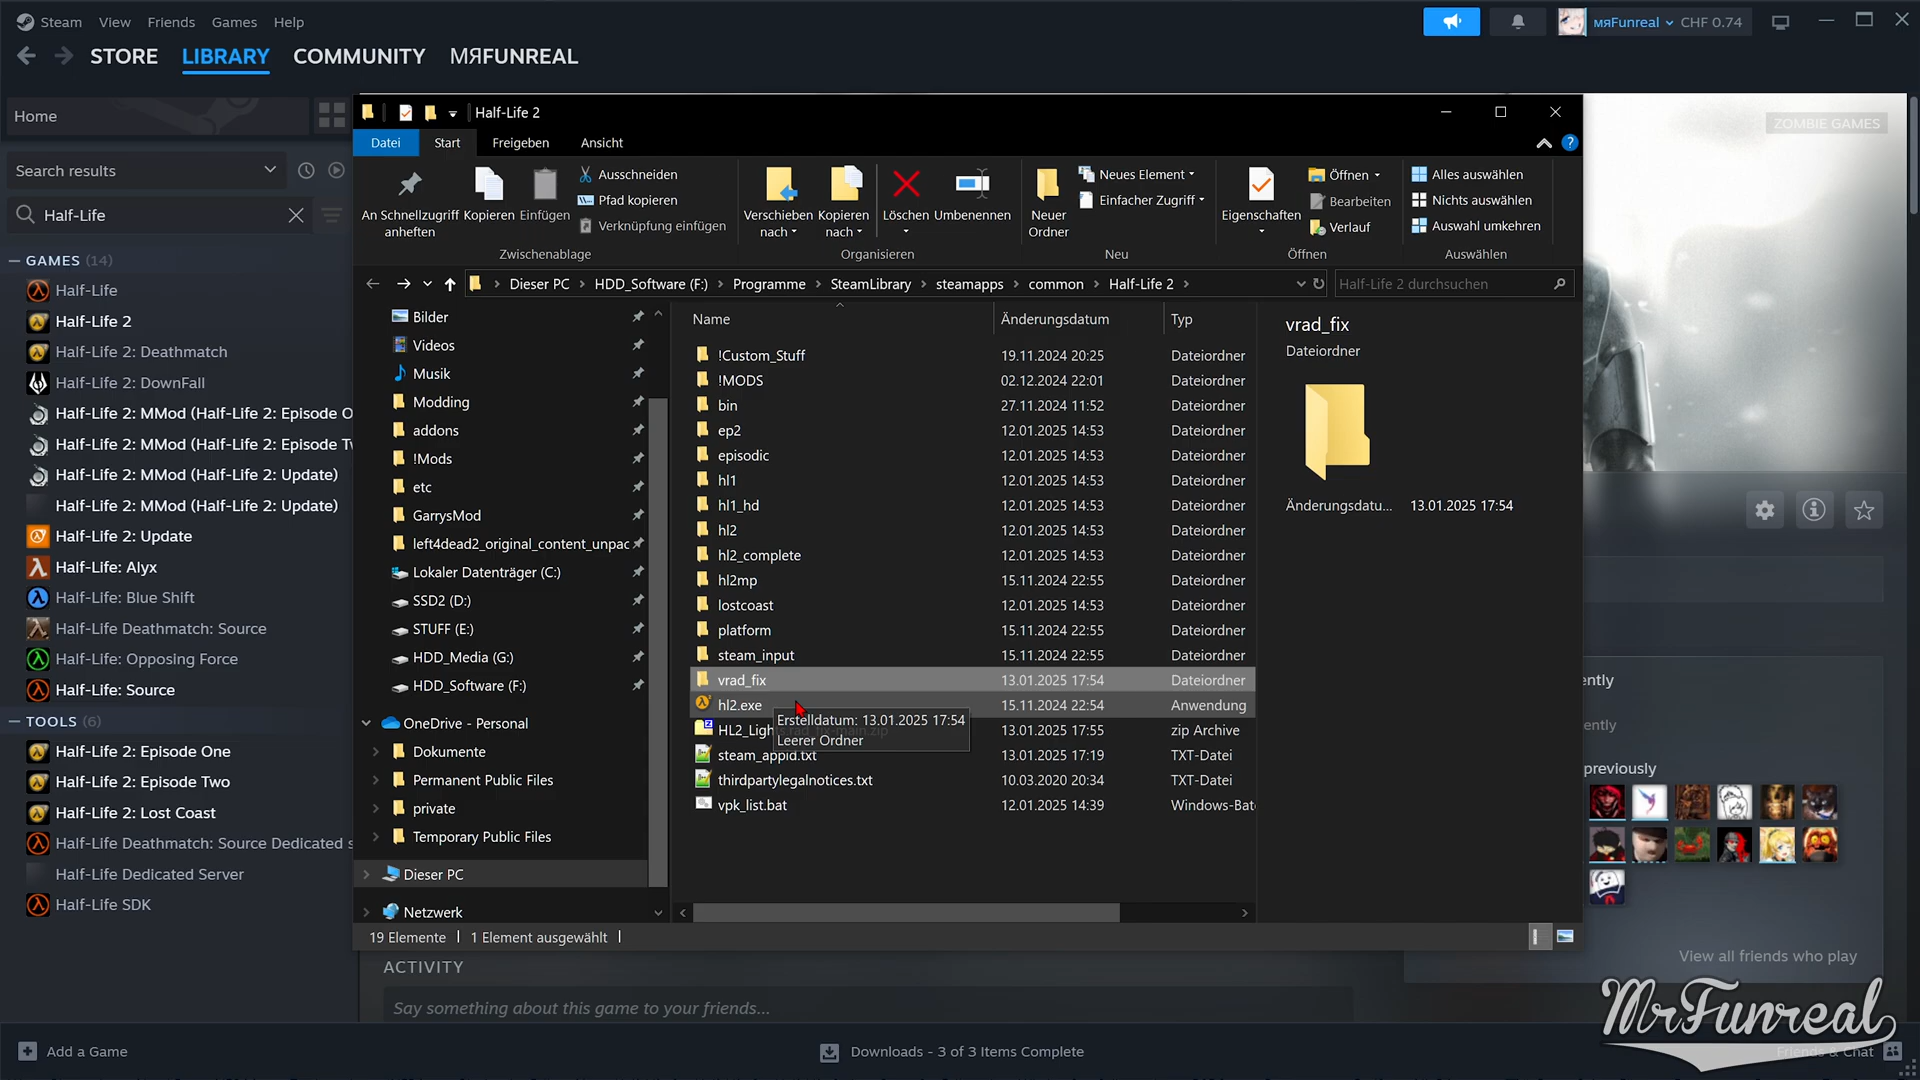 Steam View Friends Games Help
мяFunreal CHF 0.74
STORE LIBRARY COMMUNITY MЯFUNREAL
Home
Search results
Half-Life
GAMES (14)
Half-Life
Half-Life 2
Half-Life 2: Deathmatch
Half-Life 2: DownFall
Half-Life 2: MMod (Half-Life 2: Episode O
Half-Life 2: MMod (Half-Life 2: Episode Tw
Half-Life 2: MMod (Half-Life 2: Update)
Half-Life 2: MMod (Half-Life 2: Update)
Half-Life 2: Update
Half-Life: Alyx
Half-Life: Blue Shift
Half-Life Deathmatch: Source
Half-Life: Opposing Force
Half-Life: Source
TOOLS (6)
Half-Life 2: Episode One
Half-Life 2: Episode Two
Half-Life 2: Lost Coast
Half-Life Deathmatch: Source Dedicated s
Half-Life Dedicated Server
Half-Life SDK
Half-Life 2
Datei Start Freigeben Ansicht
An Schnellzugriff anheften
Kopieren
Einfügen
Ausschneiden
Pfad kopieren
Verknüpfung einfügen
Zwischenablage
Verschieben nach
Kopieren nach
Löschen
Umbenennen
Organisieren
Neuer Ordner
Neues Element
Einfacher Zugriff
Neu
Eigenschaften
Öffnen
Bearbeiten
Verlauf
Öffnen
Alles auswählen
Nichts auswählen
Auswahl umkehren
Auswählen
Dieser PC HDD_Software (F:) Programme SteamLibrary steamapps common Half-Life 2
Half-Life 2 durchsuchen
Bilder
Videos
Musik
Modding
addons
!Mods
etc
GarrysMod
left4dead2_original_content_unpac
Lokaler Datenträger (C:)
SSD2 (D:)
STUFF (E:)
HDD_Media (G:)
HDD_Software (F:)
OneDrive - Personal
Dokumente
Permanent Public Files
private
Temporary Public Files
Dieser PC
Netzwerk
Name Änderungsdatum Typ
!Custom_Stuff 19.11.2024 20:25 Dateiordner
!MODS 02.12.2024 22:01 Dateiordner
bin 27.11.2024 11:52 Dateiordner
ep2 12.01.2025 14:53 Dateiordner
episodic 12.01.2025 14:53 Dateiordner
hl1 12.01.2025 14:53 Dateiordner
hl1_hd 12.01.2025 14:53 Dateiordner
hl2 12.01.2025 14:53 Dateiordner
hl2_complete 12.01.2025 14:53 Dateiordner
hl2mp 15.11.2024 22:55 Dateiordner
lostcoast 12.01.2025 14:53 Dateiordner
platform 15.11.2024 22:55 Dateiordner
steam_input 15.11.2024 22:55 Dateiordner
vrad_fix 13.01.2025 17:54 Dateiordner
hl2.exe 15.11.2024 22:54 Anwendung
HL2_Lights.rad_fix-main.zip 13.01.2025 17:55 zip Archive
steam_appid.txt 13.01.2025 17:19 TXT-Datei
thirdpartylegalnotices.txt 10.03.2020 20:34 TXT-Datei
vpk_list.bat 12.01.2025 14:39 Windows-Bat
Erstelldatum: 13.01.2025 17:54
Leerer Ordner
vrad_fix
Dateiordner
Änderungsdatu... 13.01.2025 17:54
19 Elemente 1 Element ausgewählt
ZOMBIE GAMES
ently
ently
previously
View all friends who play
ACTIVITY
Say something about this game to your friends...
Add a Game
Downloads - 3 of 3 Items Complete
Friends & Chat
MrFunreal